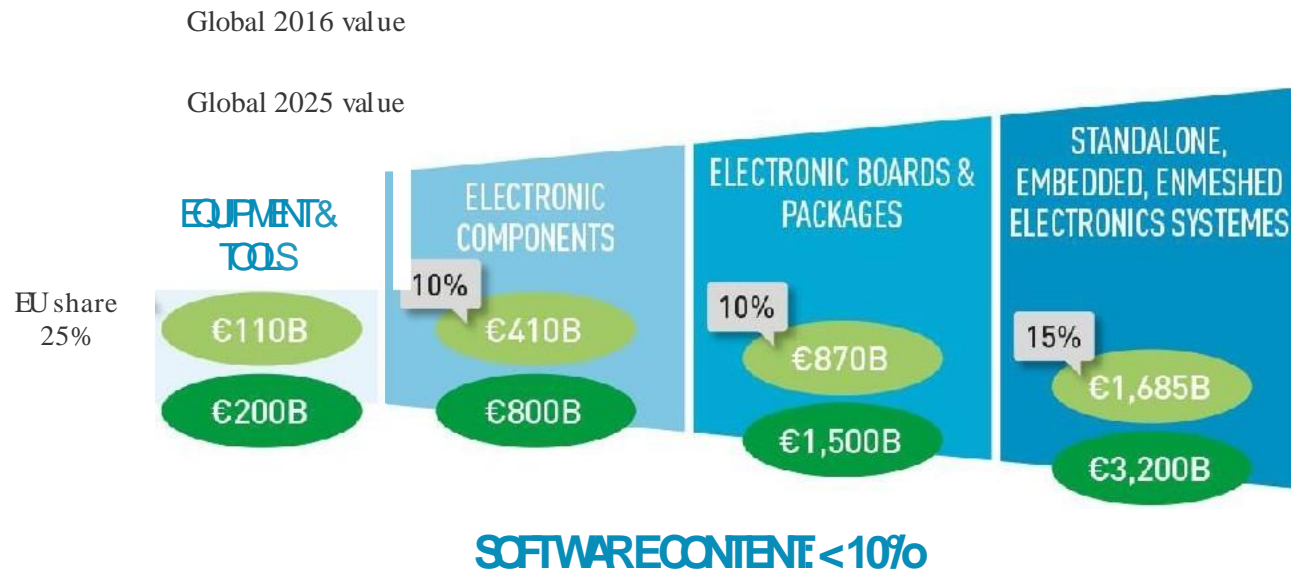 Global 2016 value
Global 2025 value
EQUIPMENT &
TOOLS
EU share
25%
€110B
€200B
ELECTRONIC
COMPONENTS
10%
€410B
€800B
ELECTRONIC BOARDS &
PACKAGES
10%
€870B
€1,500B
STANDALONE,
EMBEDDED, ENMESHED
ELECTRONICS SYSTEMES
15%
€1,685B
€3,200B
SOFTWARE CONTENT: < 10%